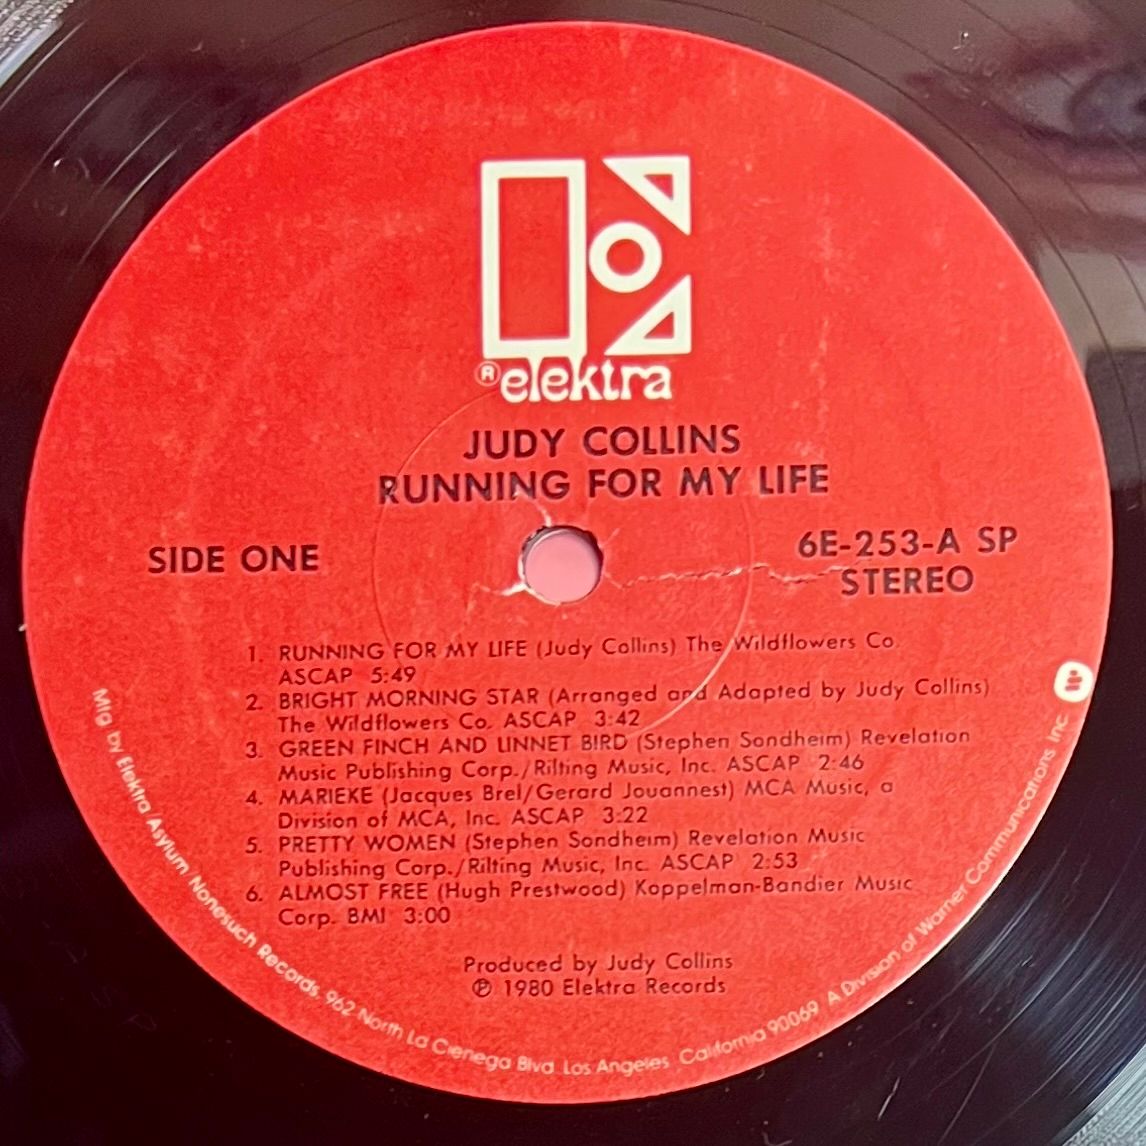 ® elektra
JUDY COLLINS
RUNNING FOR MY LIFE
SIDE ONE
6E-253-A SP
STEREO
1. RUNNING FOR MY LIFE (Judy Collins) The Wildflowers Co.
ASCAP 5:49
2. BRIGHT MORNING STAR (Arranged and Adapted by Judy Collins)
The Wildflowers Co. ASCAP 3:42
3. GREEN FINCH AND LINNET BIRD (Stephen Sondheim) Revelation
Music Publishing Corp./Rilting Music, Inc. ASCAP 2:46
4. MARIEKE (Jacques Brel/Gerard Jouannest) MCA Music, a
Division of MCA, Inc. ASCAP 3:22
5. PRETTY WOMEN (Stephen Sondheim) Revelation Music
Publishing Corp./Rilting Music, Inc. ASCAP 2:53
6. ALMOST FREE (Hugh Prestwood) Koppelman-Bandier Music
Corp. BMI 3:00
Produced by Judy Collins
℗ 1980 Elektra Records
Mfg by Elektra Asylum Nonesuch Records, 962 North La Cienega Blvd. Los Angeles, California 90069 A Division of Warner Communications Inc.